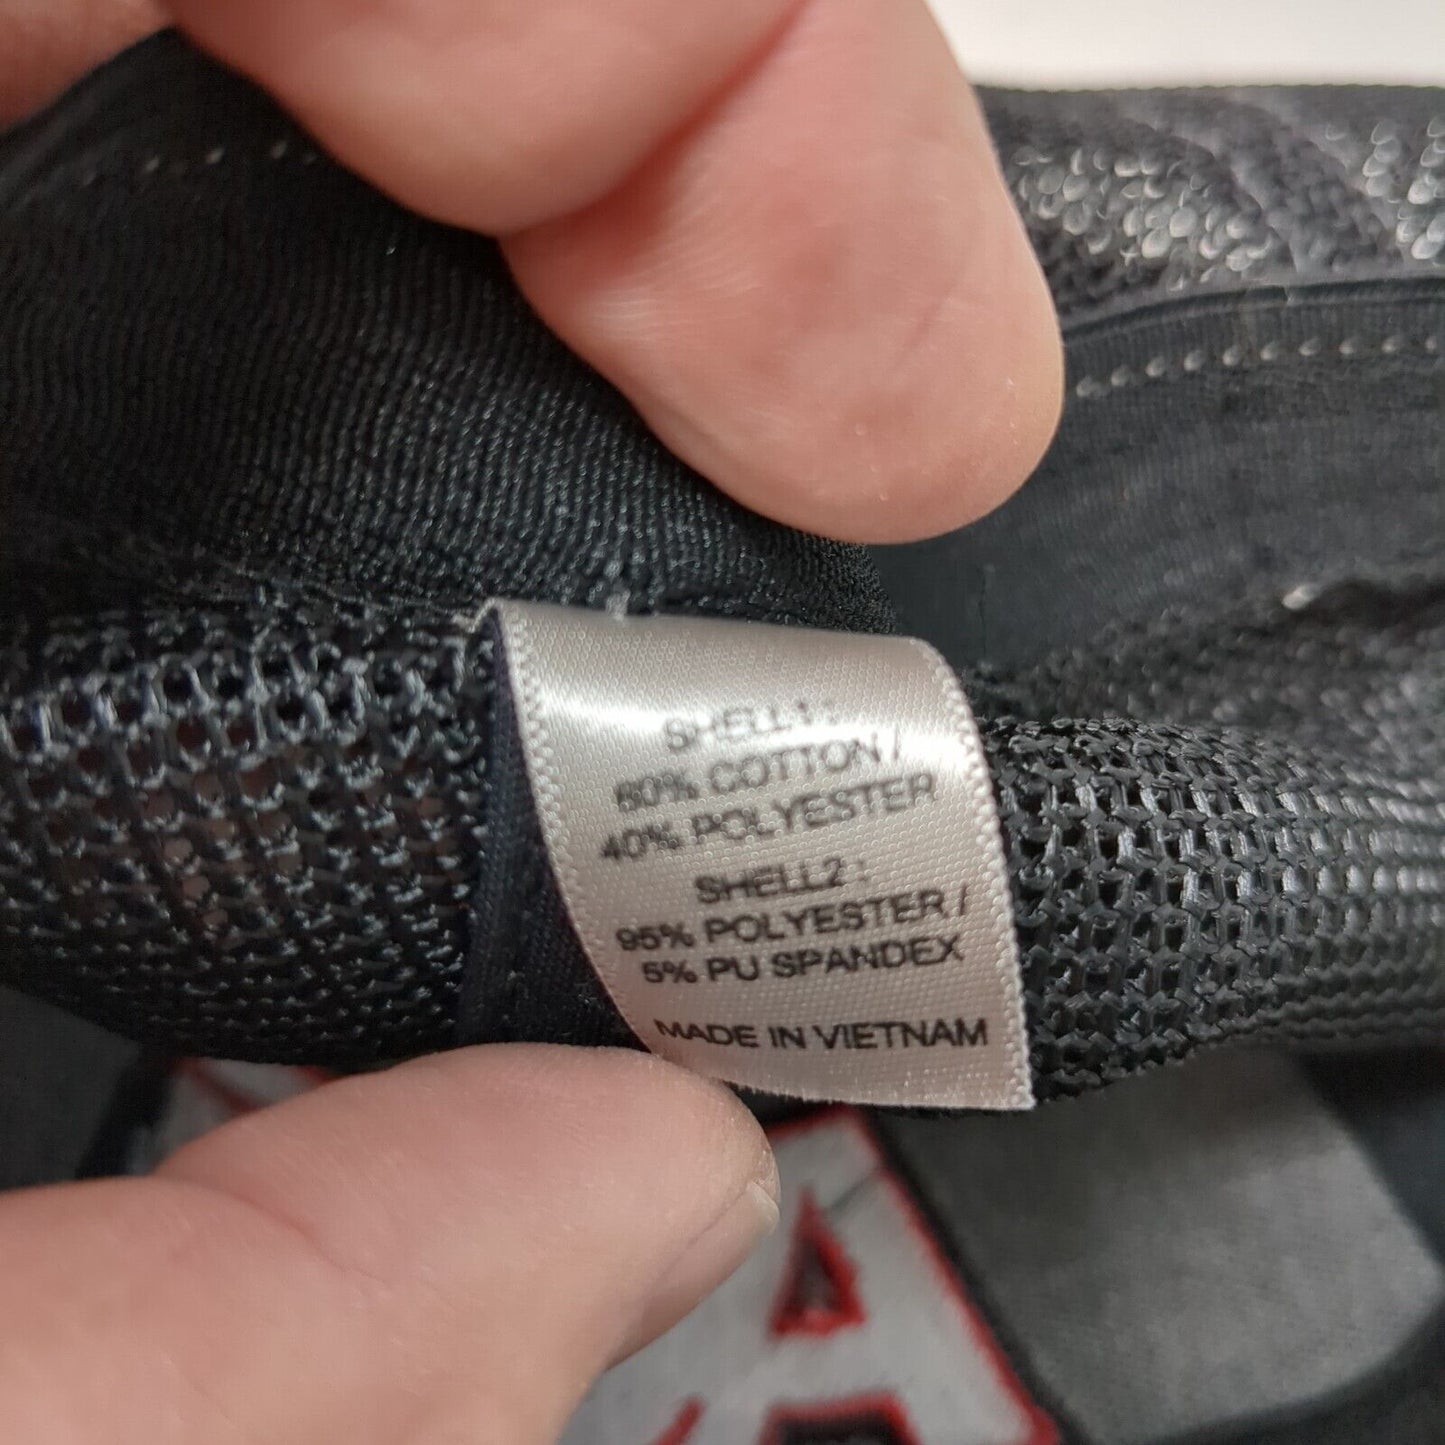 SHELL1 :
60% COTTON /
40% POLYESTER
SHELL2 :
95% POLYESTER /
5% PU SPANDEX
MADE IN VIETNAM
A